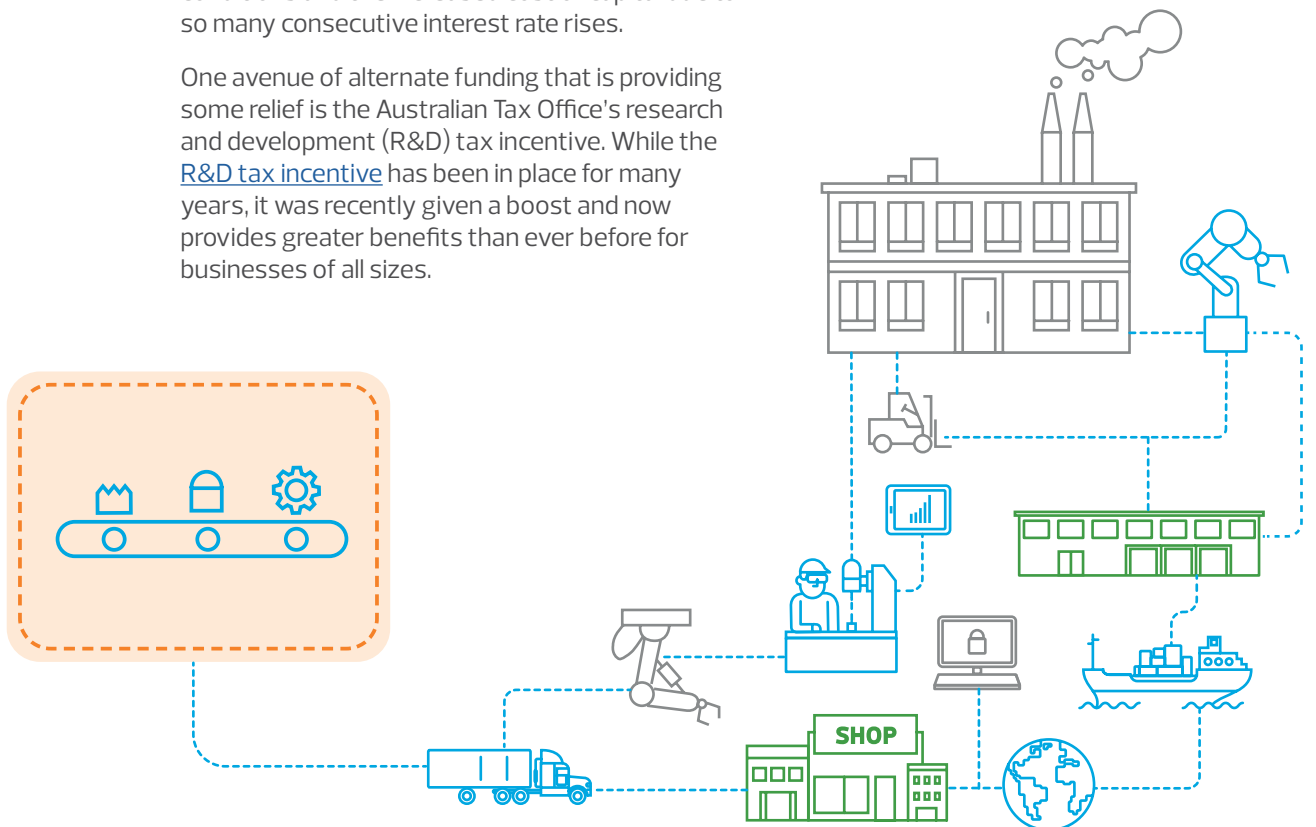 so many consecutive interest rate rises.
One avenue of alternate funding that is providing
some relief is the Australian Tax Office’s research
and development (R&D) tax incentive. While the
R&D tax incentive has been in place for many
years, it was recently given a boost and now
provides greater benefits than ever before for
businesses of all sizes.
SHOP